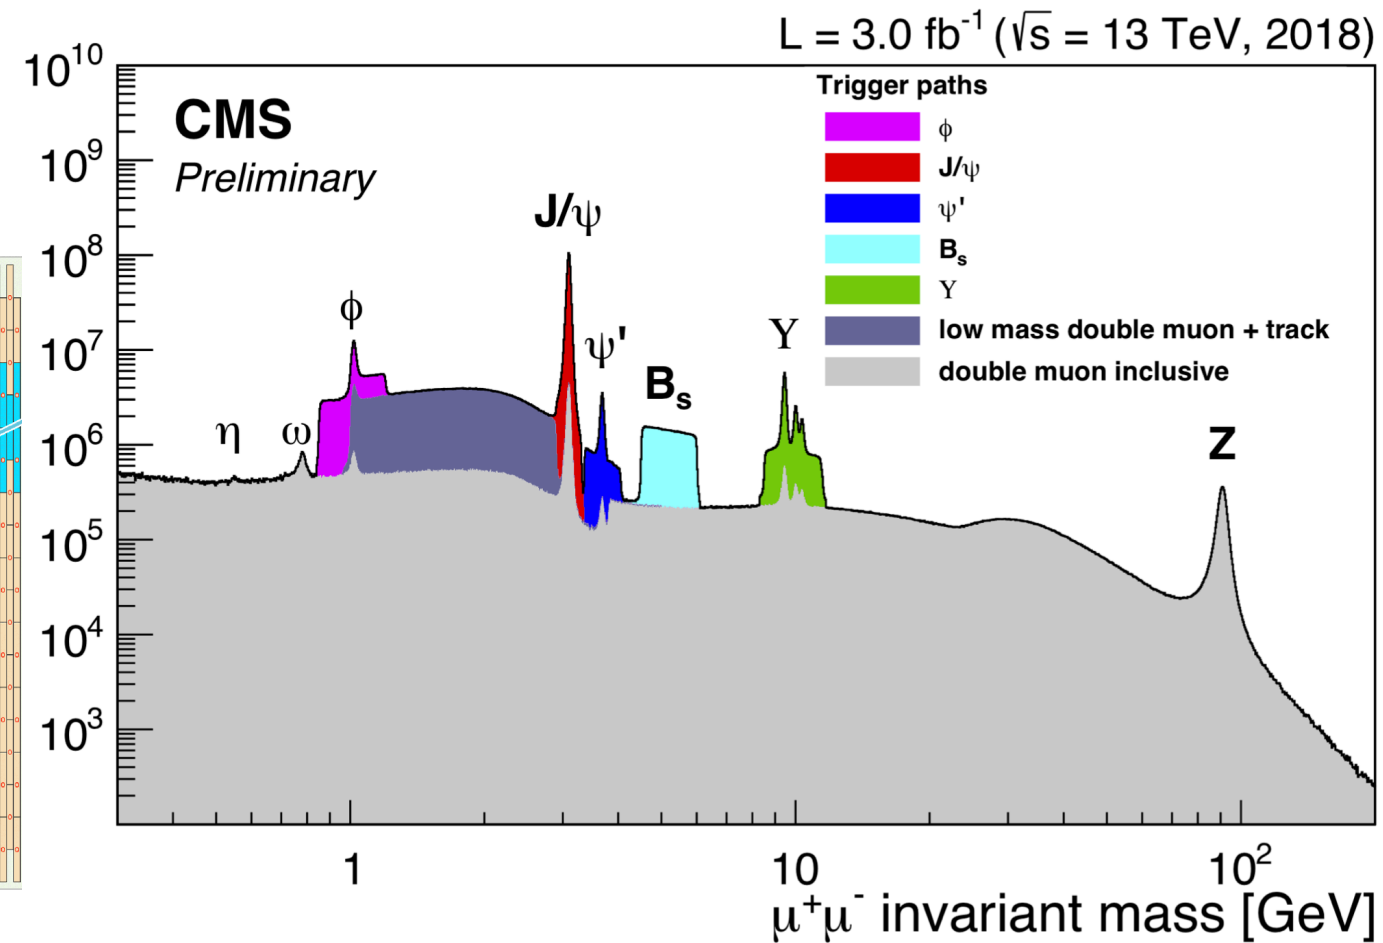 L = 3.0 fb⁻¹ (√s = 13 TeV, 2018)
10¹⁰
CMS
Preliminary
Trigger paths
ϕ
J/ψ
ψ'
Bₛ
Υ
low mass double muon + track
double muon inclusive
10⁹
10⁸
10⁷
10⁶
10⁵
10⁴
10³
η
ω
ϕ
J/ψ
ψ'
Bₛ
Υ
Z
1
10
10²
μ⁺μ⁻ invariant mass [GeV]